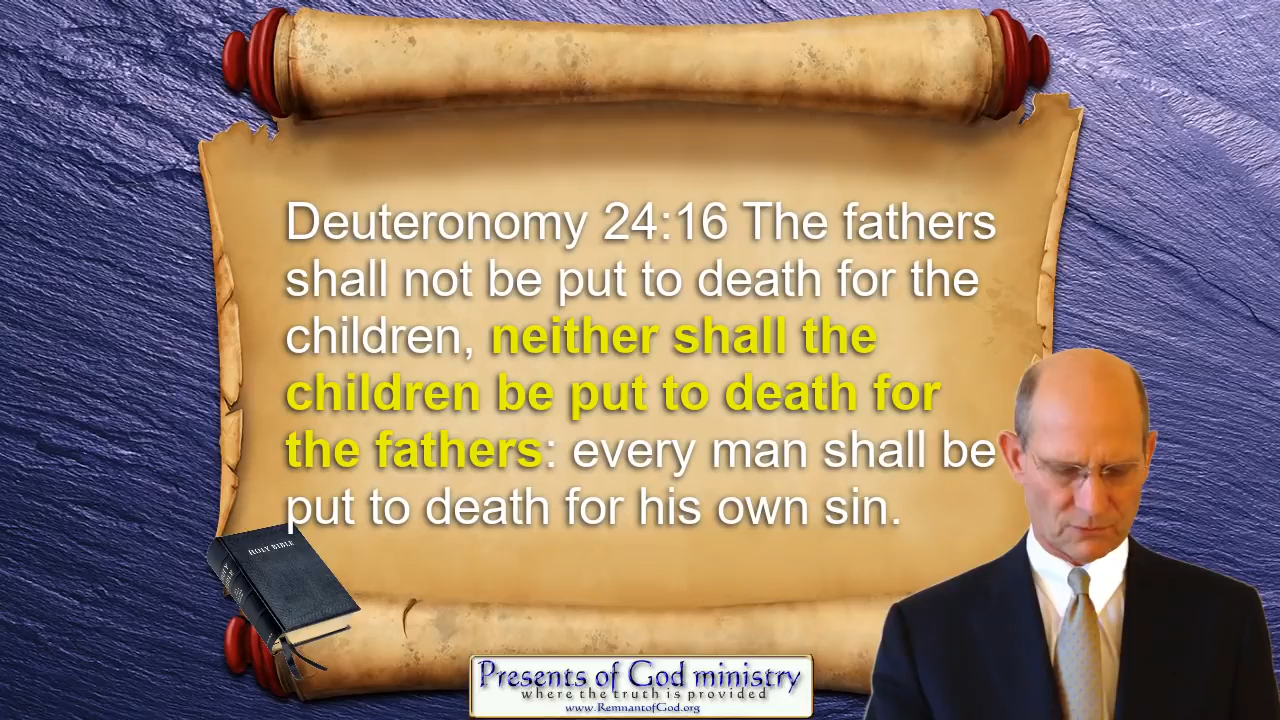 Deuteronomy 24:16 The fathers
shall not be put to death for the
children, neither shall the
children be put to death for
the fathers: every man shall be
put to death for his own sin.
HOLY BIBLE
Presents of God ministry
where the truth is provided
www.RemnantofGod.org